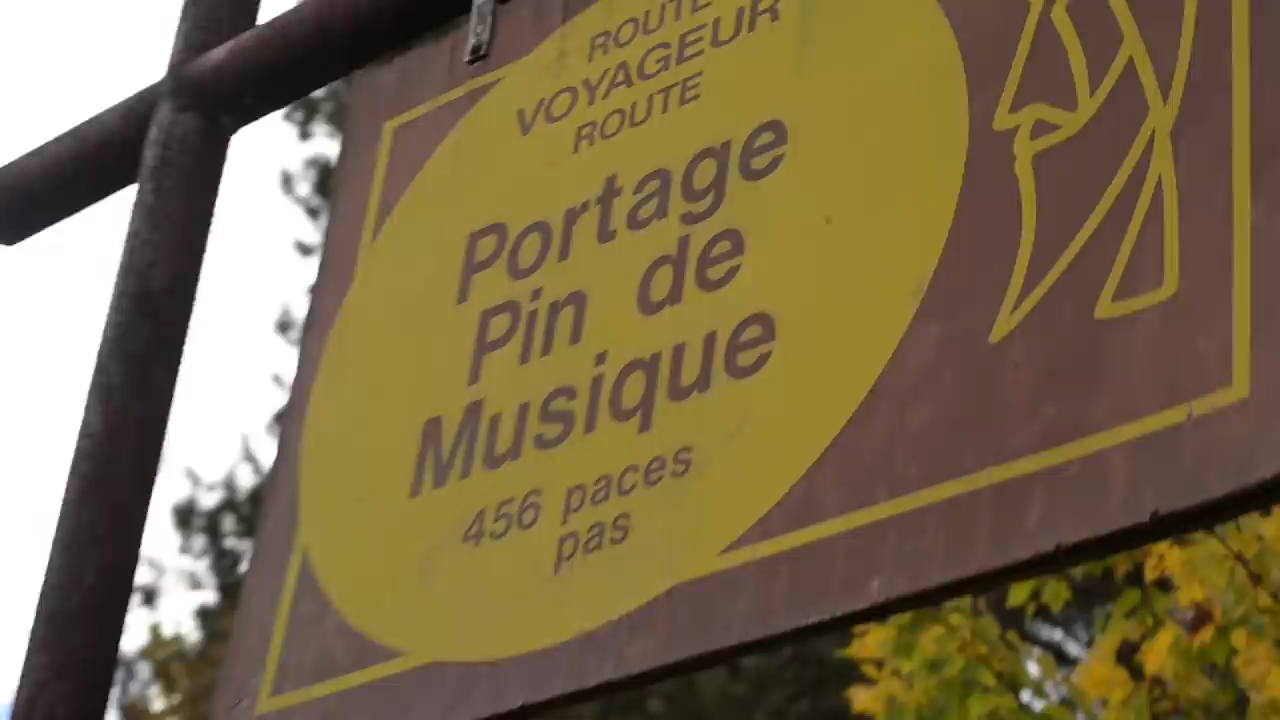 ROUTE
VOYAGEUR
ROUTE
Portage
Pin de
Musique
456 paces
pas